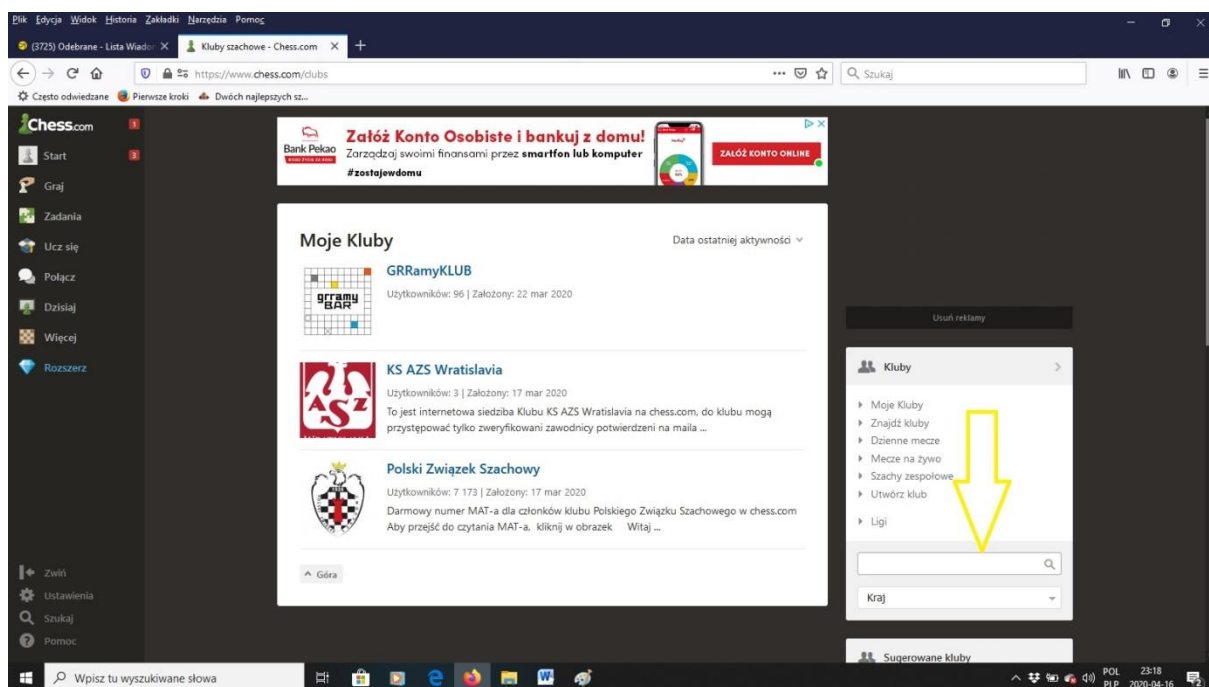 Plik Edycja Widok Historia Zakładki Narzędzia Pomoc
(3725) Odebrane - Lista Wiadom
Kluby szachowe - Chess.com
https://www.chess.com/clubs
Szukaj
Często odwiedzane Pierwsze kroki Dwóch najlepszych sz...
Chess.com 1
Start 3
Graj
Zadania
Ucz się
Połącz
Dzisiaj
Więcej
Rozszerz
Zwiń
Ustawienia
Szukaj
Pomoc
Bank Pekao
Załóż Konto Osobiste i bankuj z domu!
Zarządzaj swoimi finansami przez smartfon lub komputer
#zostajewdomu
ZAŁÓŻ KONTO ONLINE
Moje Kluby
Data ostatniej aktywności
grramy
BAR
GRRamyKLUB
Użytkowników: 96 | Założony: 22 mar 2020
ASZ
KS AZS Wratislavia
Użytkowników: 3 | Założony: 17 mar 2020
To jest internetowa siedziba Klubu KS AZS Wratislavia na chess.com, do klubu mogą
przystępować tylko zweryfikowani zawodnicy potwierdzeni na maila ...
Polski Związek Szachowy
Użytkowników: 7 173 | Założony: 17 mar 2020
Darmowy numer MAT-a dla członków klubu Polskiego Związku Szachowego w chess.com
Aby przejść do czytania MAT-a, kliknij w obrazek Witaj ...
Góra
Usuń reklamy
Kluby
Moje Kluby
Znajdź kluby
Dzienne mecze
Mecze na żywo
Szachy zespołowe
Utwórz klub
Ligi
Kraj
Sugerowane kluby
Wpisz tu wyszukiwane słowa
POL
PLP
23:18
2020-04-16